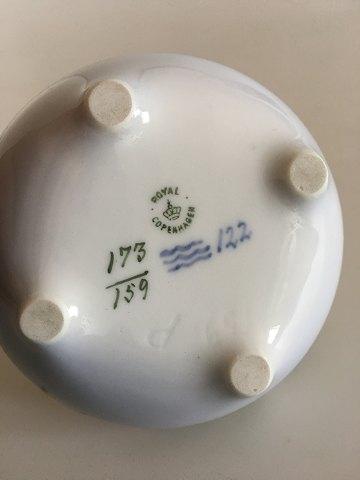 ROYAL
COPENHAGEN
173
159
122